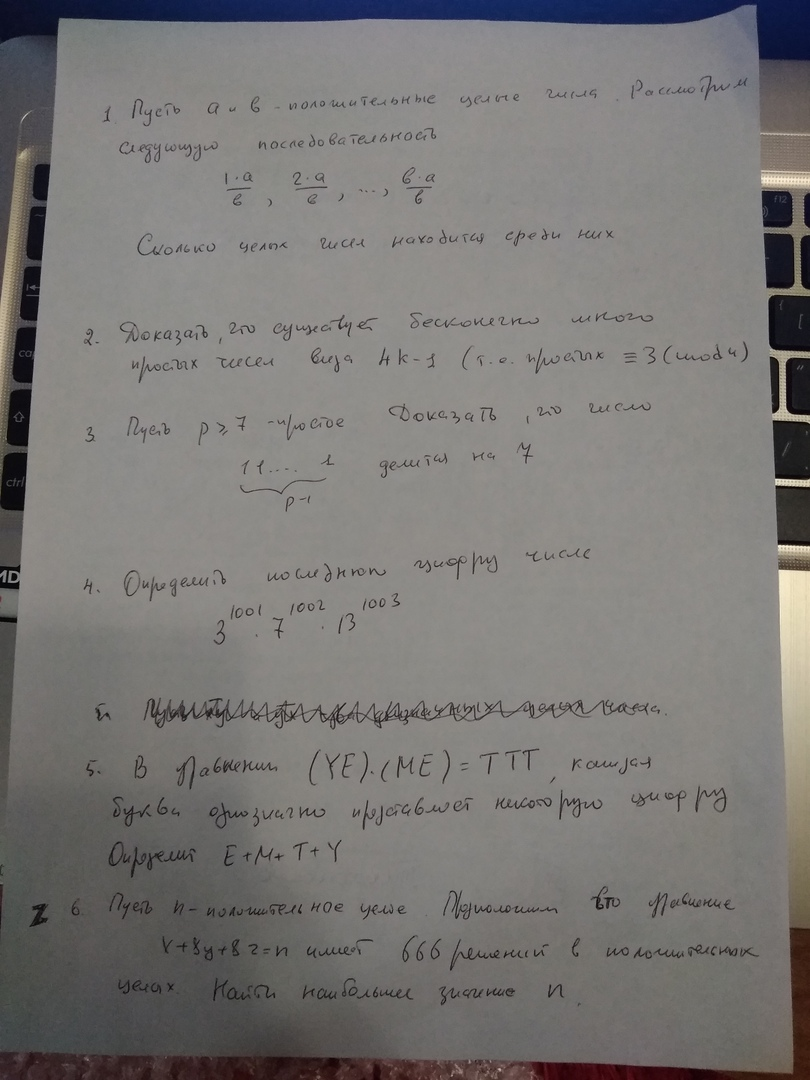 1. Пусть a и b - положительные целые числа. Рассмотрим
следующую последовательность
1·a/b, 2·a/b, ..., b·a/b
Сколько целых чисел находится среди них
2. Доказать, что существует бесконечно много
простых чисел вида 4k-1 (т.е. простых ≡ 3 (mod 4)
3. Пусть p ≥ 7 - простое Доказать, что число
11.... 1 делится на 7
p-1
4. Определить последнюю цифру числа
3^1001 · 7^1002 · 13^1003
5. В уравнении (YE)·(ME) = TTT, каждая
буква однозначно представляет некоторую цифру
Определить E+M+T+Y
6. Пусть n - положительное целое Предположим что уравнение
x+8y+8z=n имеет 666 решений в положительных
целых. Найти наибольшее значение n.